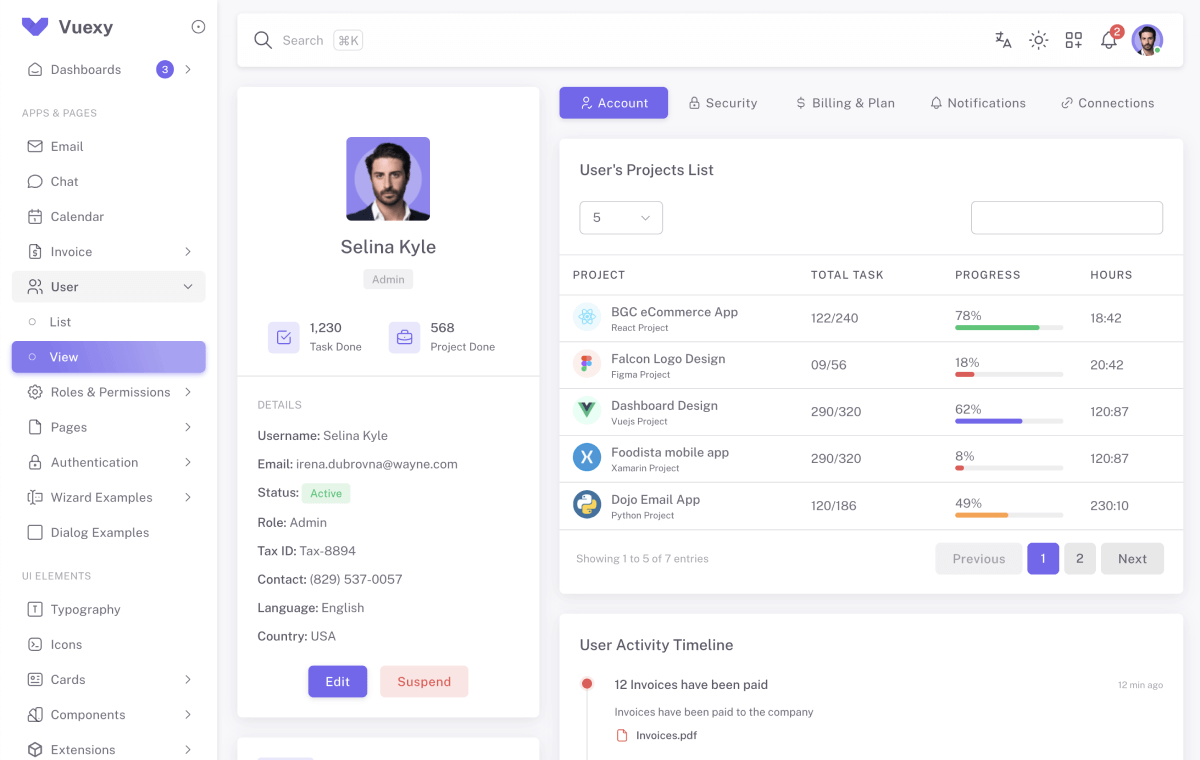 Vuexy
Dashboards
3
APPS & PAGES
Email
Chat
Calendar
Invoice
User
List
View
Roles & Permissions
Pages
Authentication
Wizard Examples
Dialog Examples
UI ELEMENTS
Typography
Icons
Cards
Components
Extensions
Search ⌘K
2
Selina Kyle
Admin
1,230
Task Done
568
Project Done
DETAILS
Username: Selina Kyle
Email: irena.dubrovna@wayne.com
Status: Active
Role: Admin
Tax ID: Tax-8894
Contact: (829) 537-0057
Language: English
Country: USA
Edit
Suspend
Account
Security
Billing & Plan
Notifications
Connections
User's Projects List
5
PROJECT TOTAL TASK PROGRESS HOURS
BGC eCommerce App
React Project
122/240
78%
18:42
Falcon Logo Design
Figma Project
09/56
18%
20:42
Dashboard Design
Vuejs Project
290/320
62%
120:87
Foodista mobile app
Xamarin Project
290/320
8%
120:87
Dojo Email App
Python Project
120/186
49%
230:10
Showing 1 to 5 of 7 entries
Previous
1
2
Next
User Activity Timeline
12 Invoices have been paid
12 min ago
Invoices have been paid to the company
Invoices.pdf